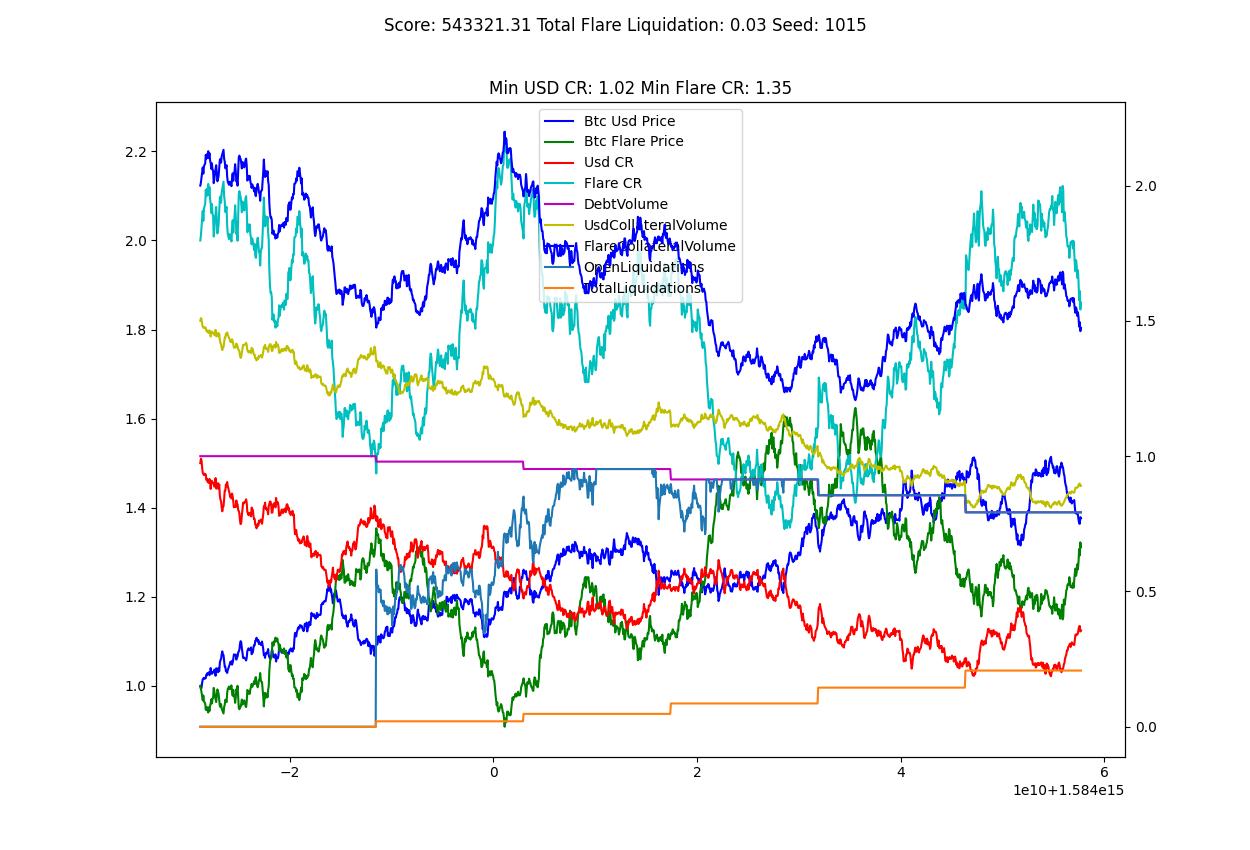 Score: 543321.31 Total Flare Liquidation: 0.03 Seed: 1015
Min USD CR: 1.02 Min Flare CR: 1.35
Btc Usd Price
Btc Flare Price
Usd CR
Flare CR
DebtVolume
UsdCollateralVolume
FlareCollateralVolume
OpenLiquidations
TotalLiquidations
2.2
2.0
1.8
1.6
1.4
1.2
1.0
2.0
1.5
1.0
0.5
0.0
−2
0
2
4
6
1e10+1.584e15